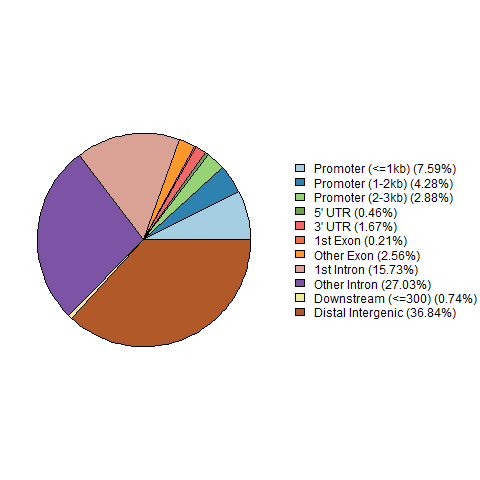 Promoter (<=1kb) (7.59%)
Promoter (1-2kb) (4.28%)
Promoter (2-3kb) (2.88%)
5' UTR (0.46%)
3' UTR (1.67%)
1st Exon (0.21%)
Other Exon (2.56%)
1st Intron (15.73%)
Other Intron (27.03%)
Downstream (<=300) (0.74%)
Distal Intergenic (36.84%)